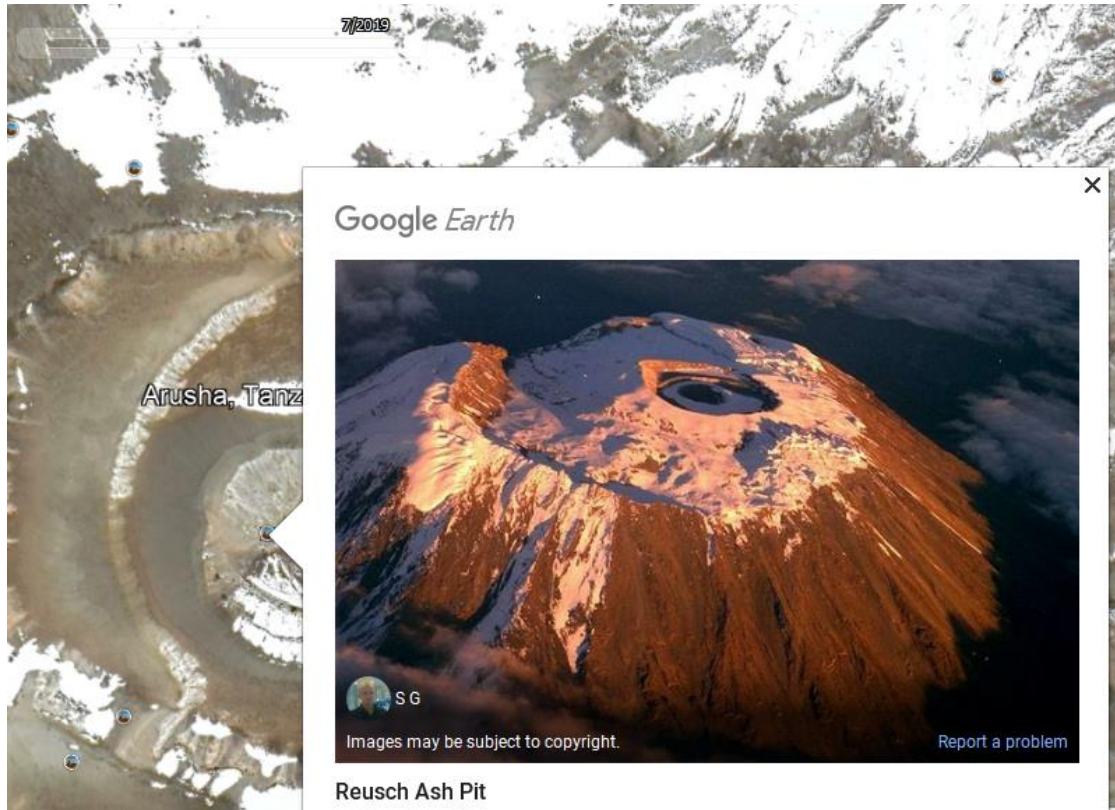 7/2019
Google Earth
Arusha, Tanz
S G
Images may be subject to copyright.
Report a problem
Reusch Ash Pit